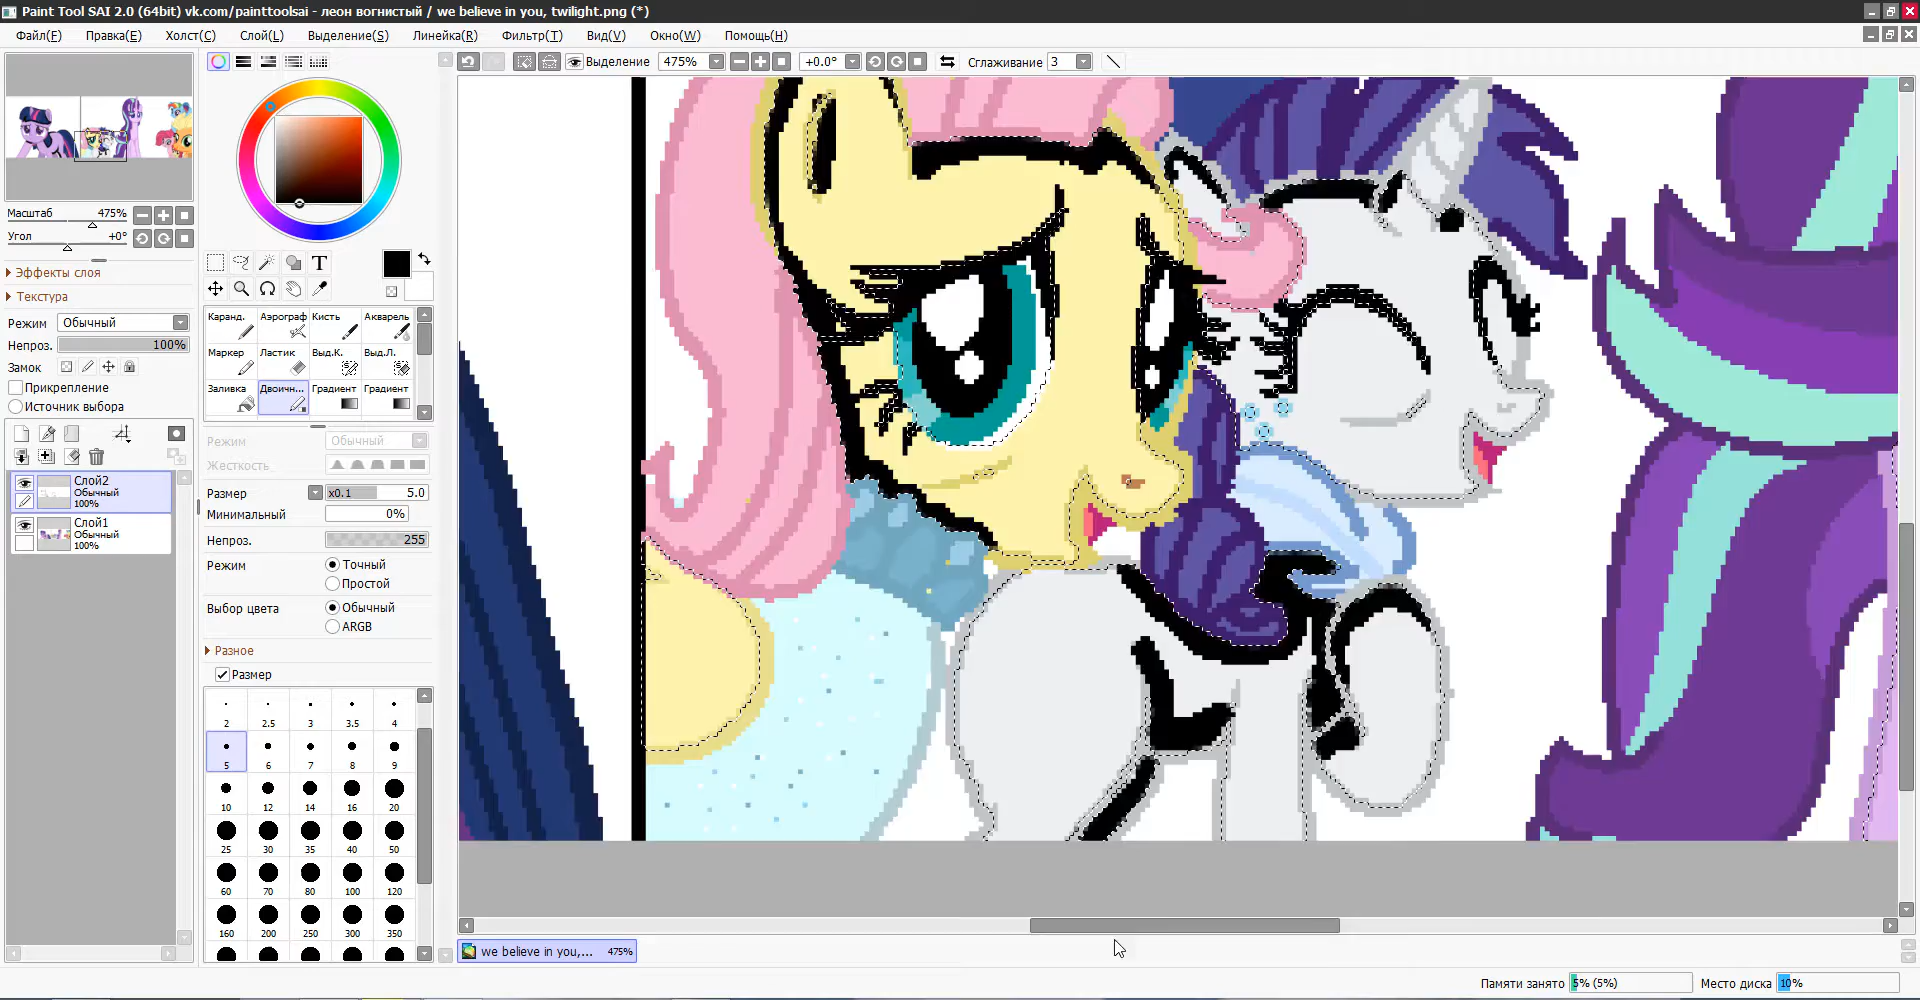 Paint Tool SAI 2.0 (64bit) vk.com/painttoolsai - леон вогнистый / we believe in you, twilight.png (*)
Файл(F) Правка(E) Холст(C) Слой(L) Выделение(S) Линейка(R) Фильтр(T) Вид(V) Окно(W) Помощь(H)
Выделение 475% +0.0° Сглаживание 3
Масштаб 475%
Угол +0°
Эффекты слоя
Текстура
Режим Обычный
Непроз. 100%
Замок
Прикрепление
Источник выбора
Слой2
Обычный
100%
Слой1
Обычный
100%
T
Каранд. Аэрограф Кисть Акварель
Маркер Ластик Выд.К. Выд.Л.
Заливка Двоичн... Градиент Градиент
Режим Обычный
Жесткость
Размер x0.1 5.0
Минимальный 0%
Непроз. 255
Режим Точный
Простой
Выбор цвета Обычный
ARGB
Разное
Размер
2 2.5 3 3.5 4
5 6 7 8 9
10 12 14 16 20
25 30 35 40 50
60 70 80 100 120
160 200 250 300 350
we believe in you,... 475%
Памяти занято 5% (5%) Место диска 10%